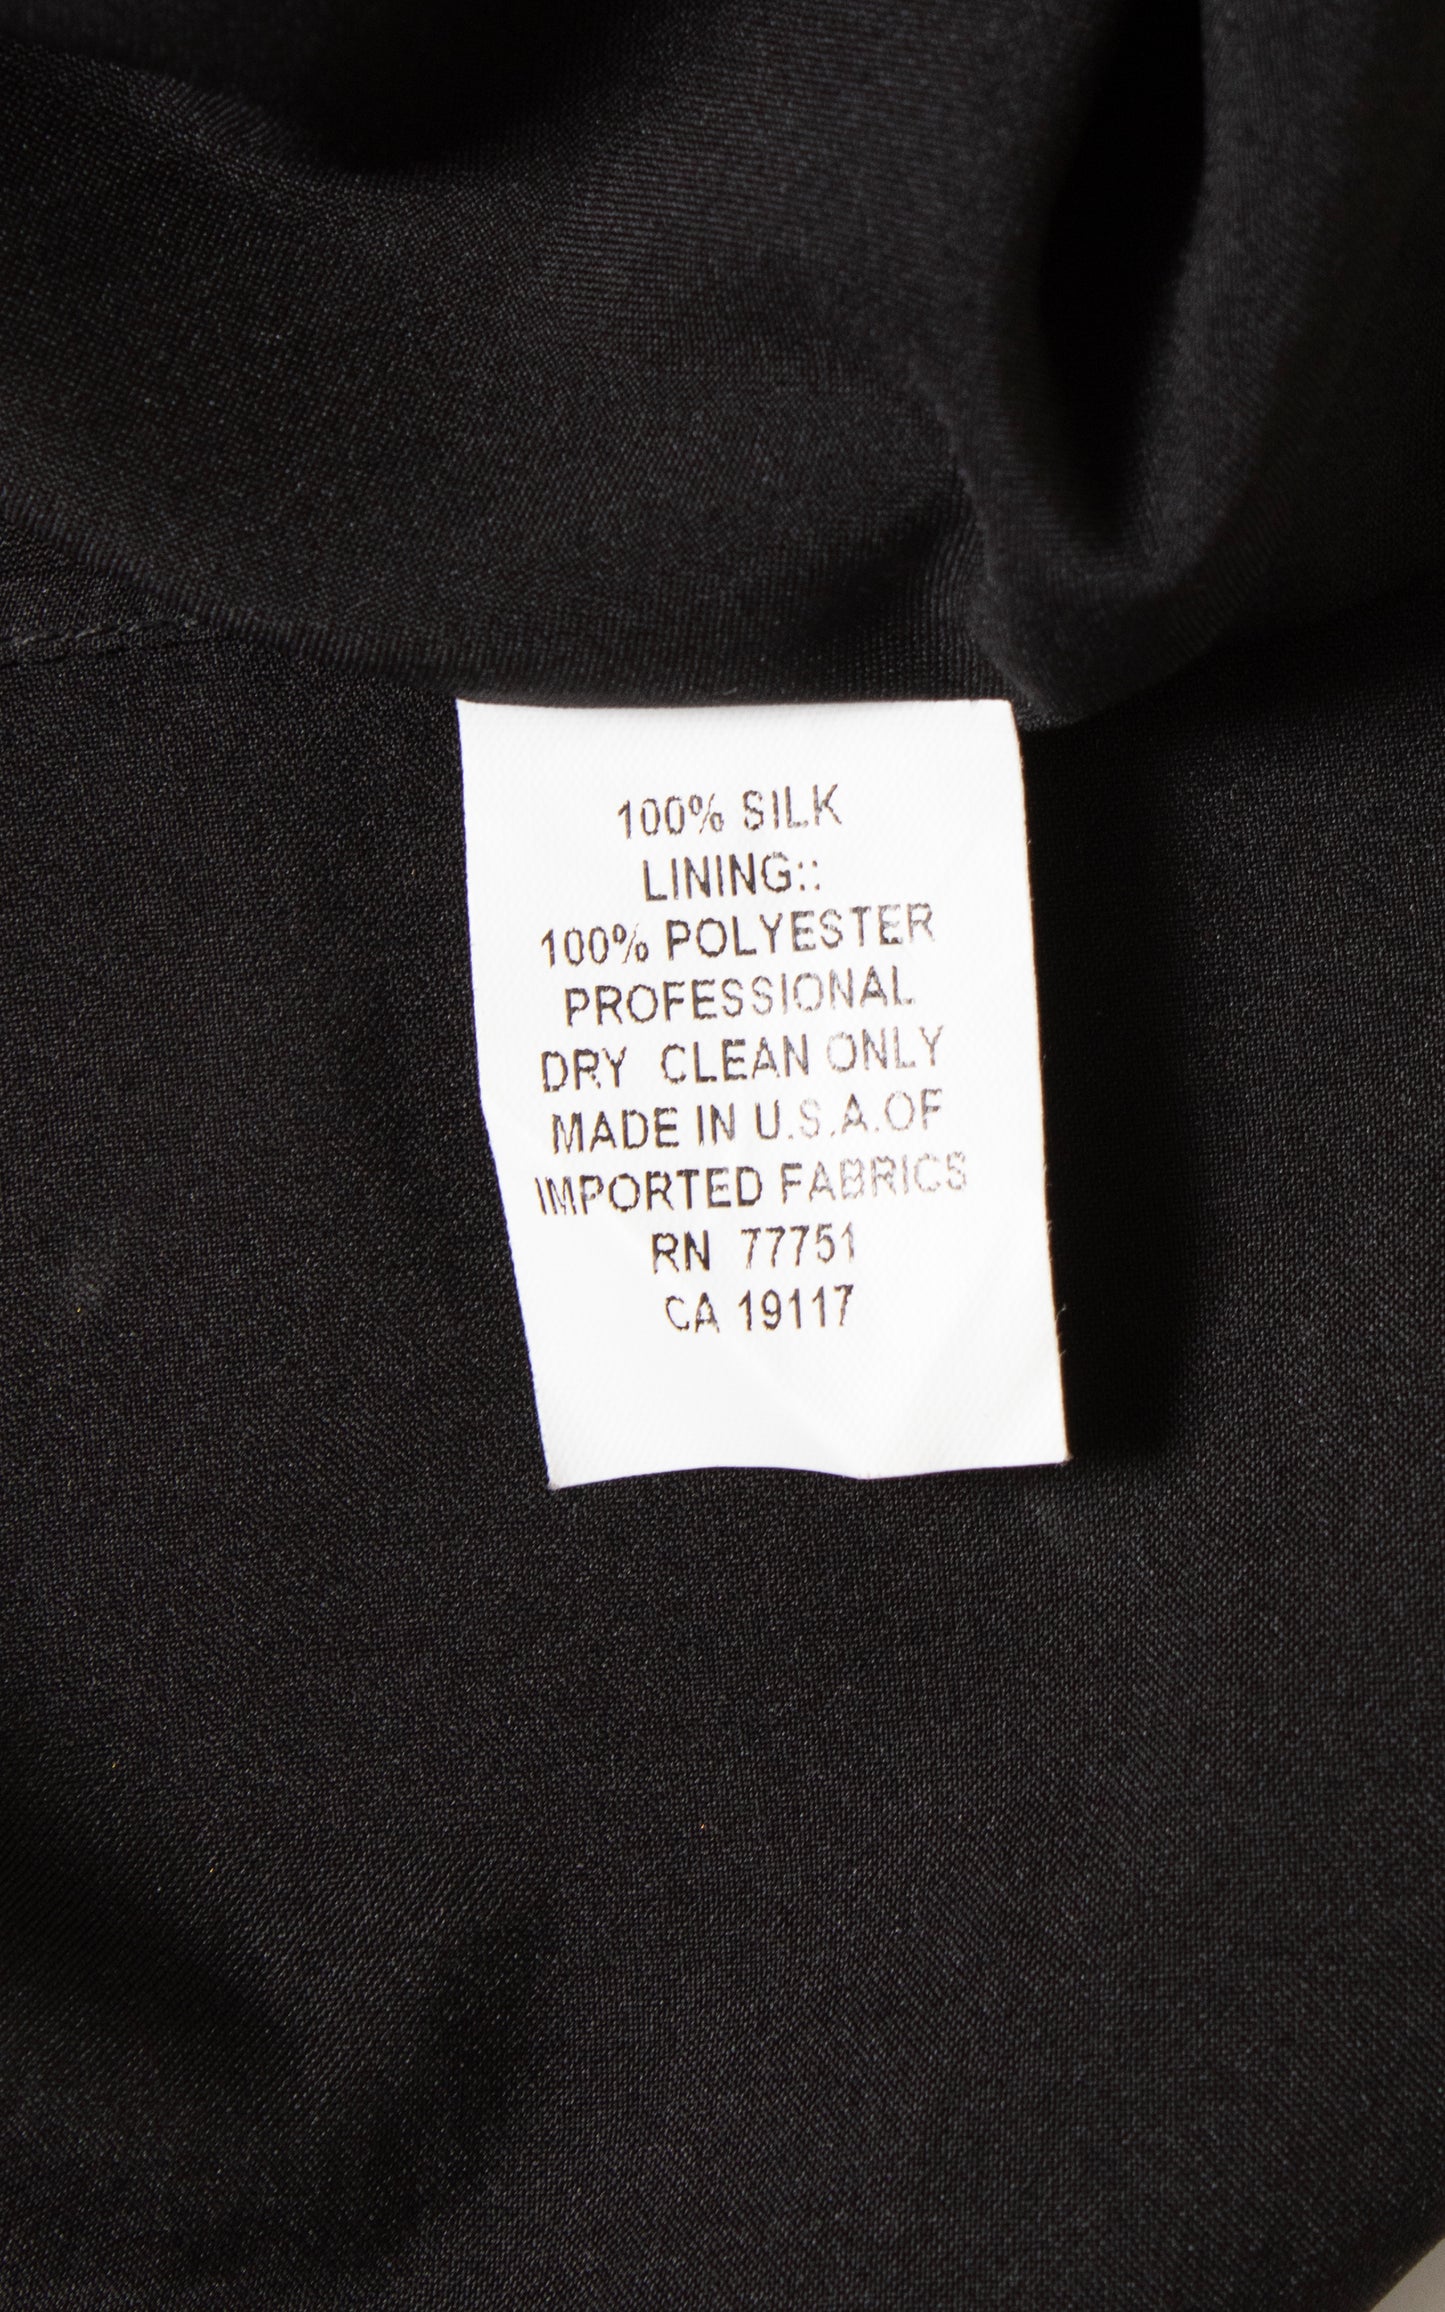 100% SILK
LINING::
100% POLYESTER
PROFESSIONAL
DRY CLEAN ONLY
MADE IN U.S.A.OF
IMPORTED FABRICS
RN 77751
CA 19117